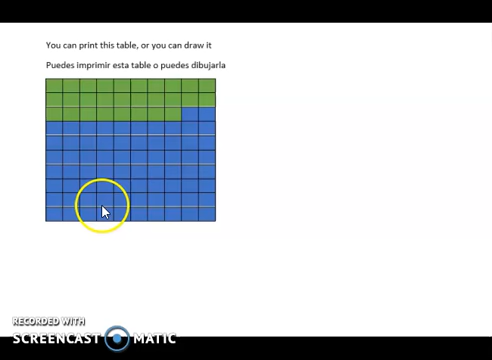 You can print this table, or you can draw it
Puedes imprimir esta table o puedes dibujarla
RECORDED WITH
SCREENCAST MATIC